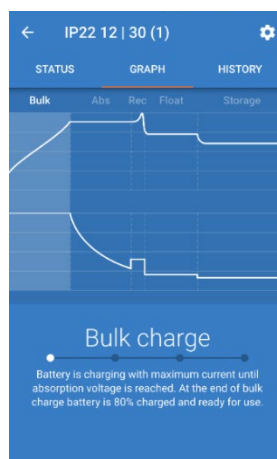 IP22 12 | 30 (1)
STATUS GRAPH HISTORY
Bulk Abs Rec Float Storage
Bulk charge
Battery is charging with maximum current until
absorption voltage is reached. At the end of bulk
charge battery is 80% charged and ready for use.